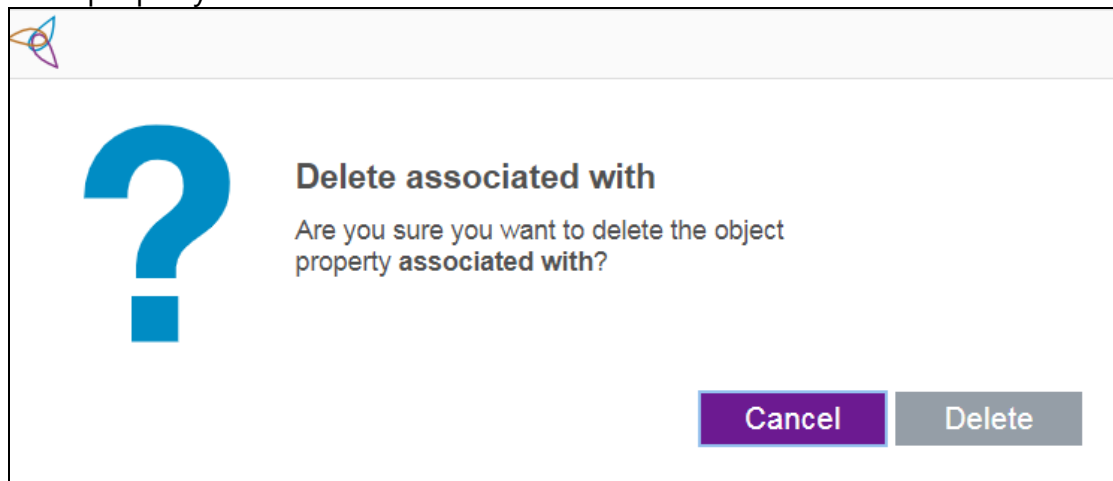 Delete associated with
Are you sure you want to delete the object
property associated with?
Cancel Delete